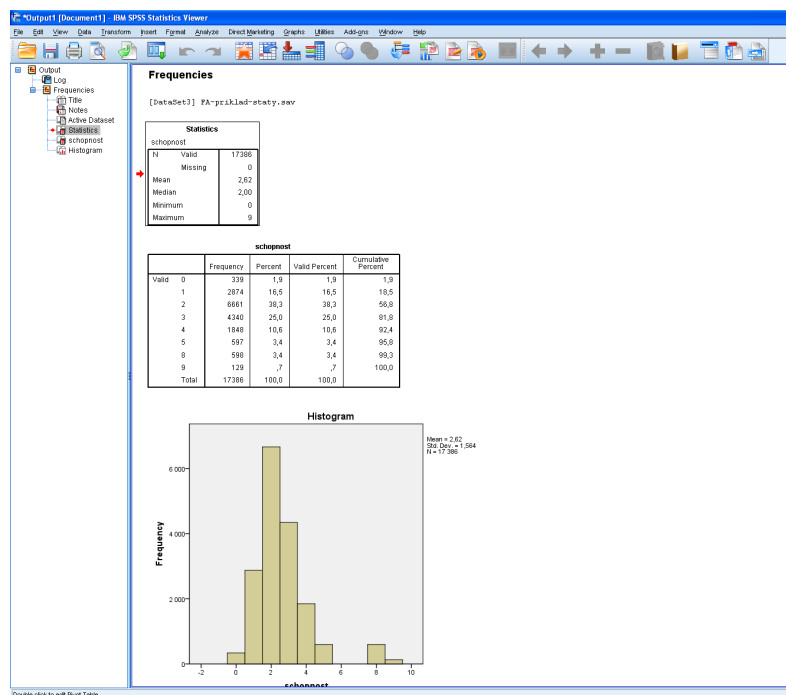 *Output1 [Document1] - IBM SPSS Statistics Viewer
File Edit View Data Transform Insert Format Analyze Direct Marketing Graphs Utilities Add-ons Window Help
Output
Log
Frequencies
Title
Notes
Active Dataset
Statistics
schopnost
Histogram
Frequencies
[DataSet3] FA-priklad-staty.sav
Statistics
schopnost
N Valid 17386
Missing 0
Mean 2,62
Median 2,00
Minimum 0
Maximum 9
schopnost
Frequency Percent Valid Percent Cumulative Percent
Valid 0 339 1,9 1,9 1,9
1 2874 16,5 16,5 18,5
2 6661 38,3 38,3 56,8
3 4340 25,0 25,0 81,8
4 1848 10,6 10,6 92,4
5 597 3,4 3,4 95,8
8 598 3,4 3,4 99,3
9 129 ,7 ,7 100,0
Total 17386 100,0 100,0
Histogram
Mean = 2,62
Std. Dev. = 1,564
N = 17 386
Frequency
6 000
4 000
2 000
0
-2 0 2 4 6 8 10
schopnost
Double click to edit Pivot Table